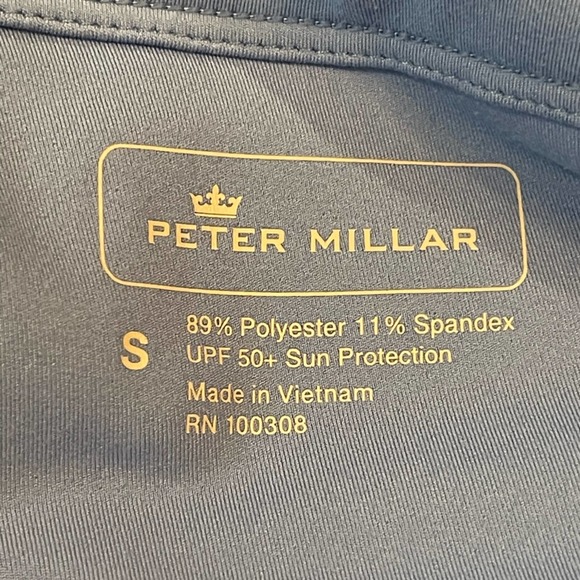 PETER MILLAR
S
89% Polyester 11% Spandex
UPF 50+ Sun Protection
Made in Vietnam
RN 100308